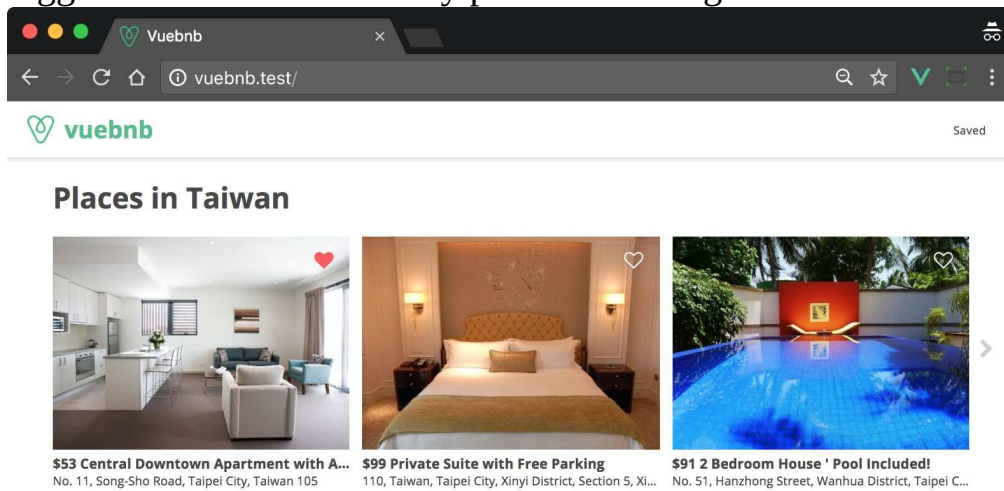 Vuebnb
vuebnb.test/
vuebnb
Saved
Places in Taiwan
$53 Central Downtown Apartment with A...
No. 11, Song-Sho Road, Taipei City, Taiwan 105
$99 Private Suite with Free Parking
110, Taiwan, Taipei City, Xinyi District, Section 5, Xi...
$91 2 Bedroom House ' Pool Included!
No. 51, Hanzhong Street, Wanhua District, Taipei C...